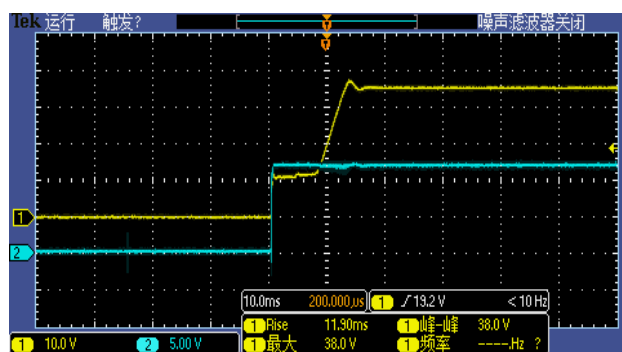 Tek 运行 触发? 噪声滤波器关闭
T
T
1
2
10.0ms 200.000µs 1 ƒ 19.2 V < 10 Hz
1 Rise 11.90ms 1 峰-峰 38.0 V
1 10.0 V 2 5.00 V 1 最大 38.0 V 1 频率 ----.Hz ?